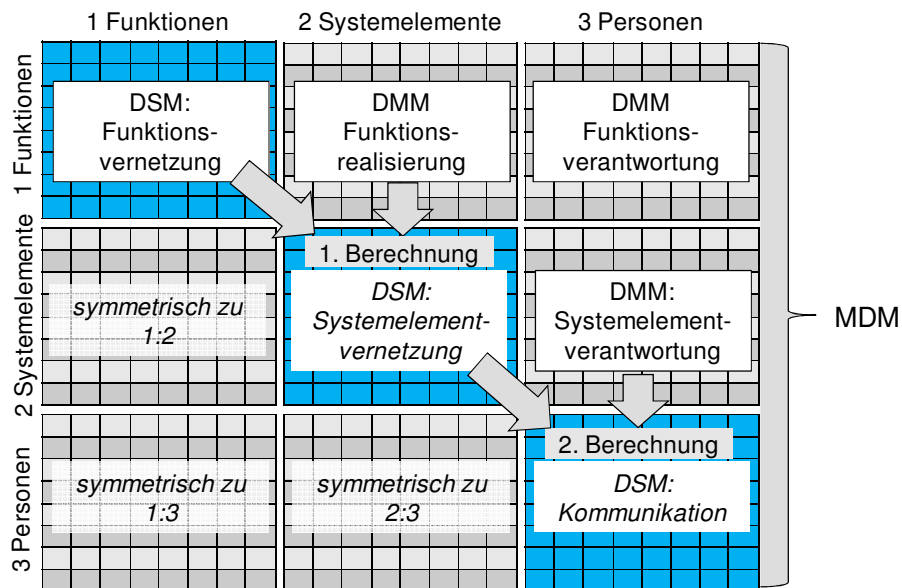 1 Funktionen
2 Systemelemente
3 Personen
1 Funktionen
DSM:
Funktions-
vernetzung
DMM
Funktions-
realisierung
DMM
Funktions-
verantwortung
2 Systemelemente
symmetrisch zu
1:2
1. Berechnung
DSM:
Systemelement-
vernetzung
DMM:
Systemelement-
verantwortung
MDM
3 Personen
symmetrisch zu
1:3
symmetrisch zu
2:3
2. Berechnung
DSM:
Kommunikation